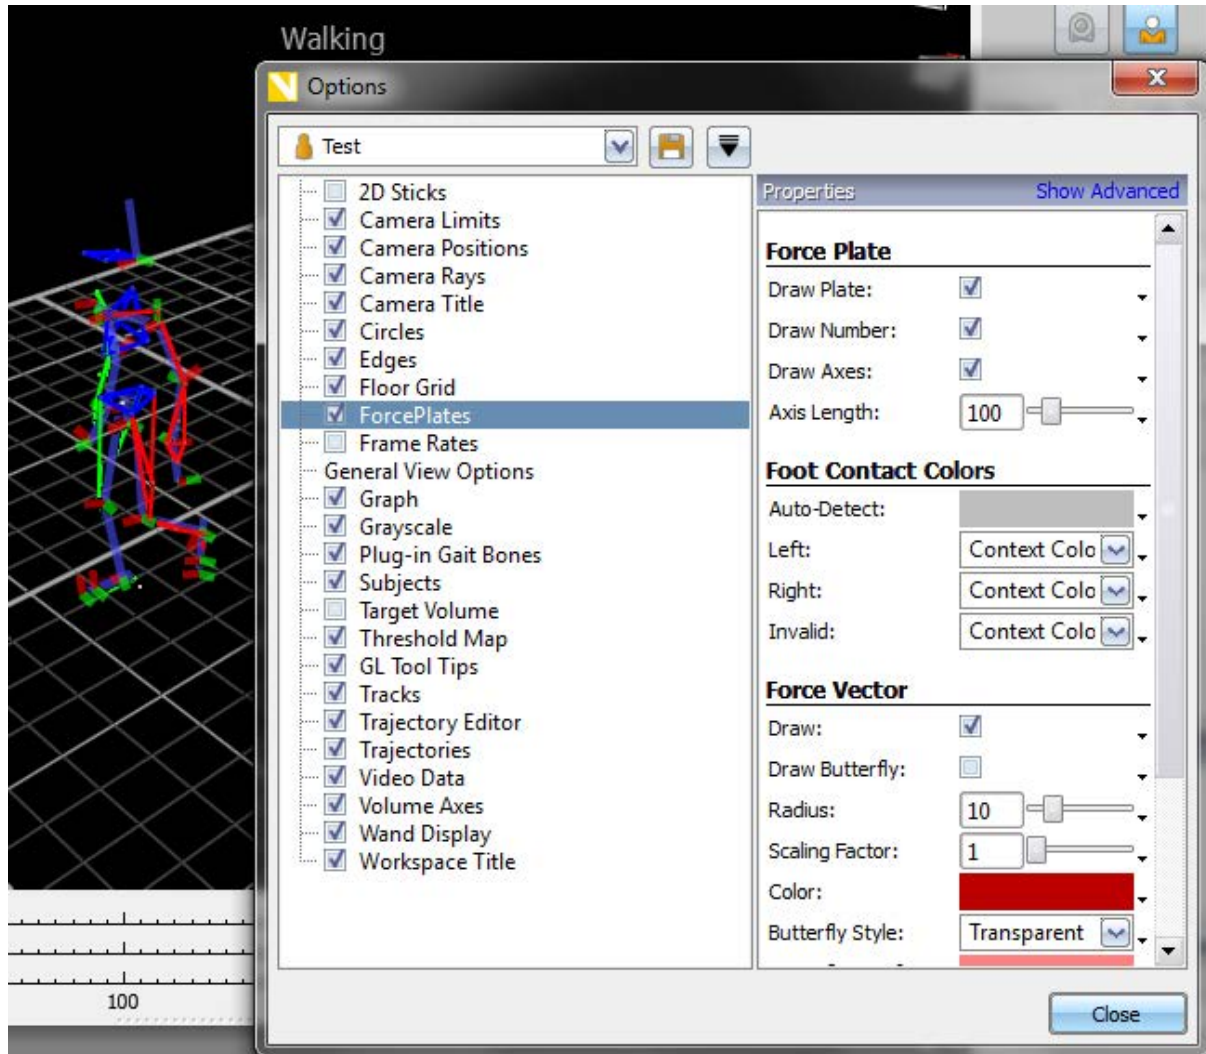 Walking
Options
Test
2D Sticks
Camera Limits
Camera Positions
Camera Rays
Camera Title
Circles
Edges
Floor Grid
ForcePlates
Frame Rates
General View Options
Graph
Grayscale
Plug-in Gait Bones
Subjects
Target Volume
Threshold Map
GL Tool Tips
Tracks
Trajectory Editor
Trajectories
Video Data
Volume Axes
Wand Display
Workspace Title
Properties Show Advanced
Force Plate
Draw Plate:
Draw Number:
Draw Axes:
Axis Length: 100
Foot Contact Colors
Auto-Detect:
Left: Context Colo
Right: Context Colo
Invalid: Context Colo
Force Vector
Draw:
Draw Butterfly:
Radius: 10
Scaling Factor: 1
Color:
Butterfly Style: Transparent
100
Close